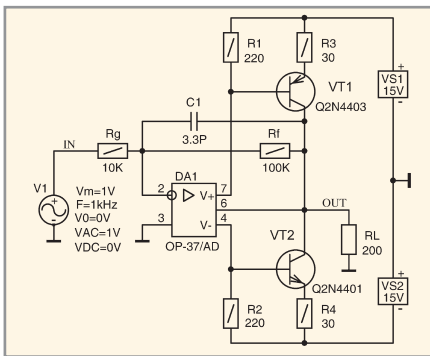 R1
220
R3
30
+
VS1
15V
-
VT1
Q2N4403
C1
3.3P
IN
Rg
10K
Rf
100K
V1
+
-
Vm=1V
F=1kHz
V0=0V
VAC=1V
VDC=0V
DA1
2
3
V+
V-
7
6
4
OP-37/AD
OUT
RL
200
VT2
Q2N4401
R2
220
R4
30
+
VS2
15V
-